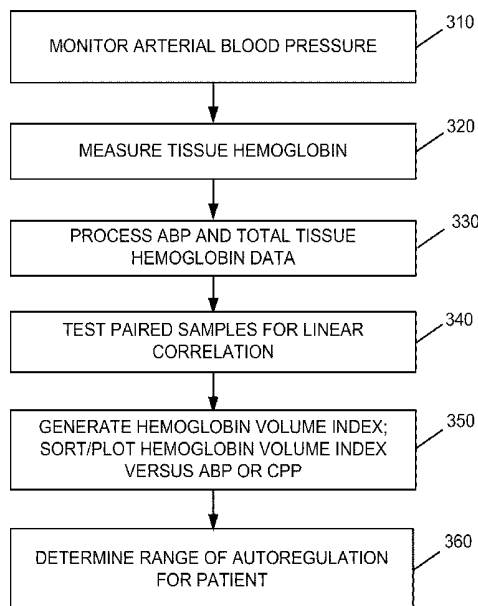 MONITOR ARTERIAL BLOOD PRESSURE
310
MEASURE TISSUE HEMOGLOBIN
320
PROCESS ABP AND TOTAL TISSUE
HEMOGLOBIN DATA
330
TEST PAIRED SAMPLES FOR LINEAR
CORRELATION
340
GENERATE HEMOGLOBIN VOLUME INDEX;
SORT/PLOT HEMOGLOBIN VOLUME INDEX
VERSUS ABP OR CPP
350
DETERMINE RANGE OF AUTOREGULATION
FOR PATIENT
360